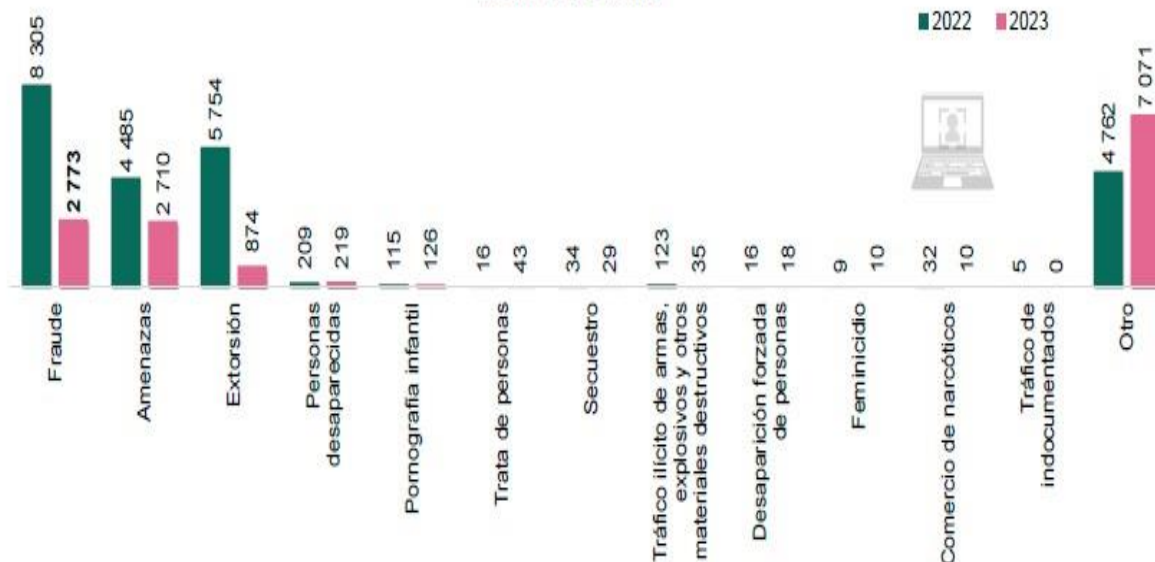 2022 2023
8 305
2 773
4 485
2 710
5 754
874
209
219
115
126
16
43
34
29
123
35
16
18
9
10
32
10
5
0
4 762
7 071
Fraude
Amenazas
Extorsión
Personas
desaparecidas
Pornografía infantil
Trata de personas
Secuestro
Tráfico ilícito de armas,
explosivos y otros
materiales destructivos
Desaparición forzada
de personas
Feminicidio
Comercio de narcóticos
Tráfico de
indocumentados
Otro